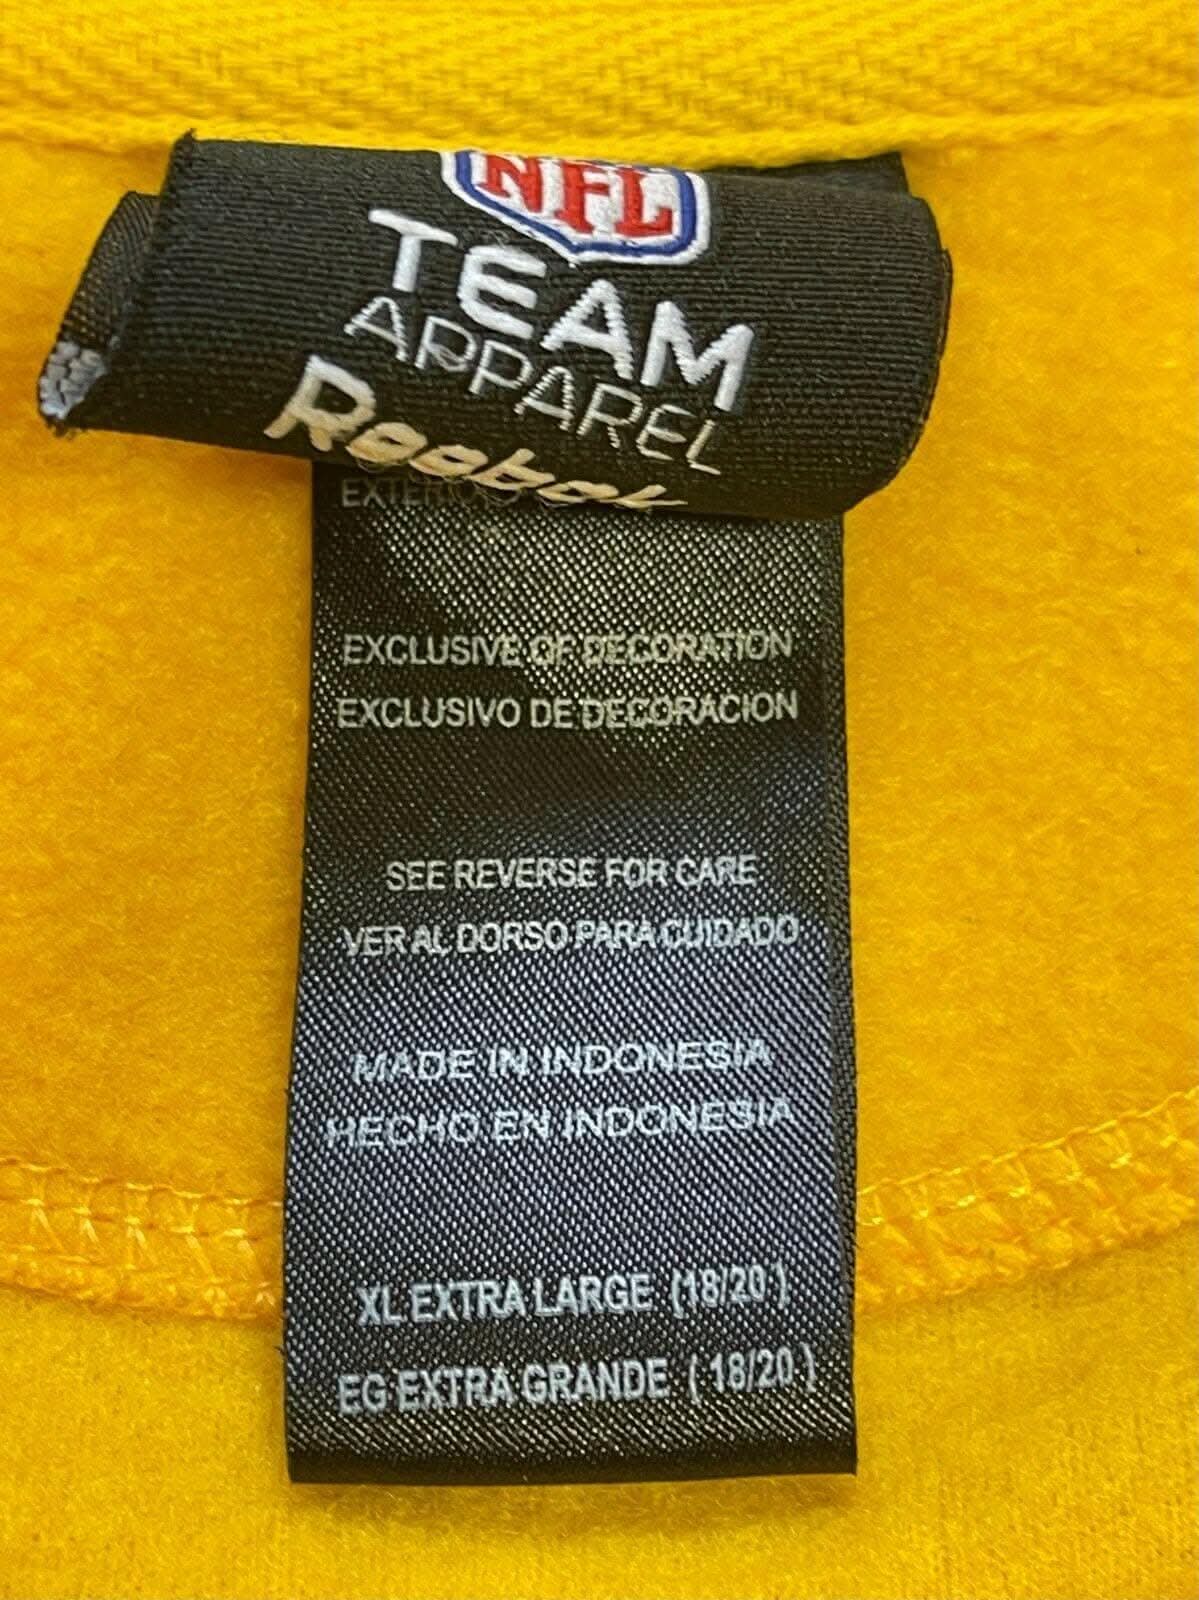 NFL
TEAM
APPAREL
Reebok
EXCLUSIVE OF DECORATION
EXCLUSIVO DE DECORACION
SEE REVERSE FOR CARE
VER AL DORSO PARA CUIDADO
MADE IN INDONESIA
HECHO EN INDONESIA
XL EXTRA LARGE (18/20 )
EG EXTRA GRANDE ( 18/20 )